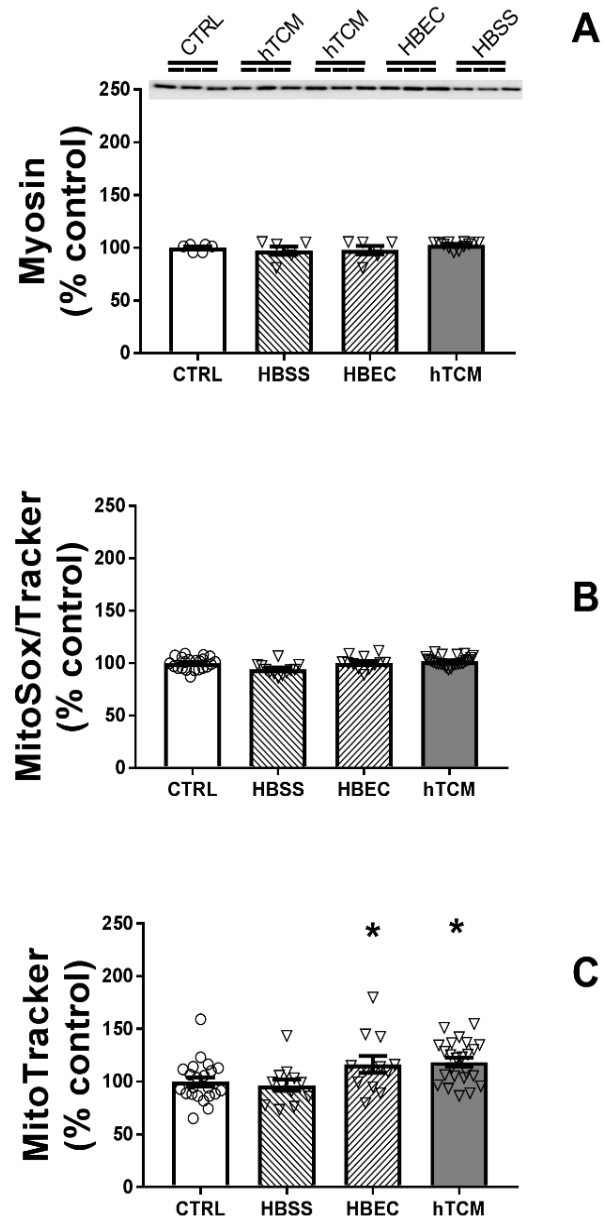 CTRL hTCM hTCM HBEC HBSS
A
250
200
150
100
50
0
Myosin
(% control)
CTRL HBSS HBEC hTCM
B
250
200
150
100
50
0
MitoSox/Tracker
(% control)
CTRL HBSS HBEC hTCM
C
250
200
150
100
50
0
MitoTracker
(% control)
* *
CTRL HBSS HBEC hTCM